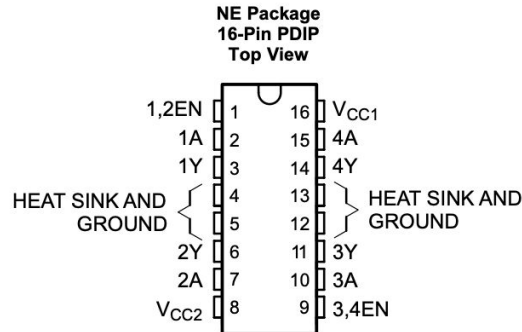 NE Package
16-Pin PDIP
Top View
1,2EN 1 16 VCC1
1A 2 15 4A
1Y 3 14 4Y
HEAT SINK AND
GROUND
4 13
5 12
HEAT SINK AND
GROUND
2Y 6 11 3Y
2A 7 10 3A
VCC2 8 9 3,4EN